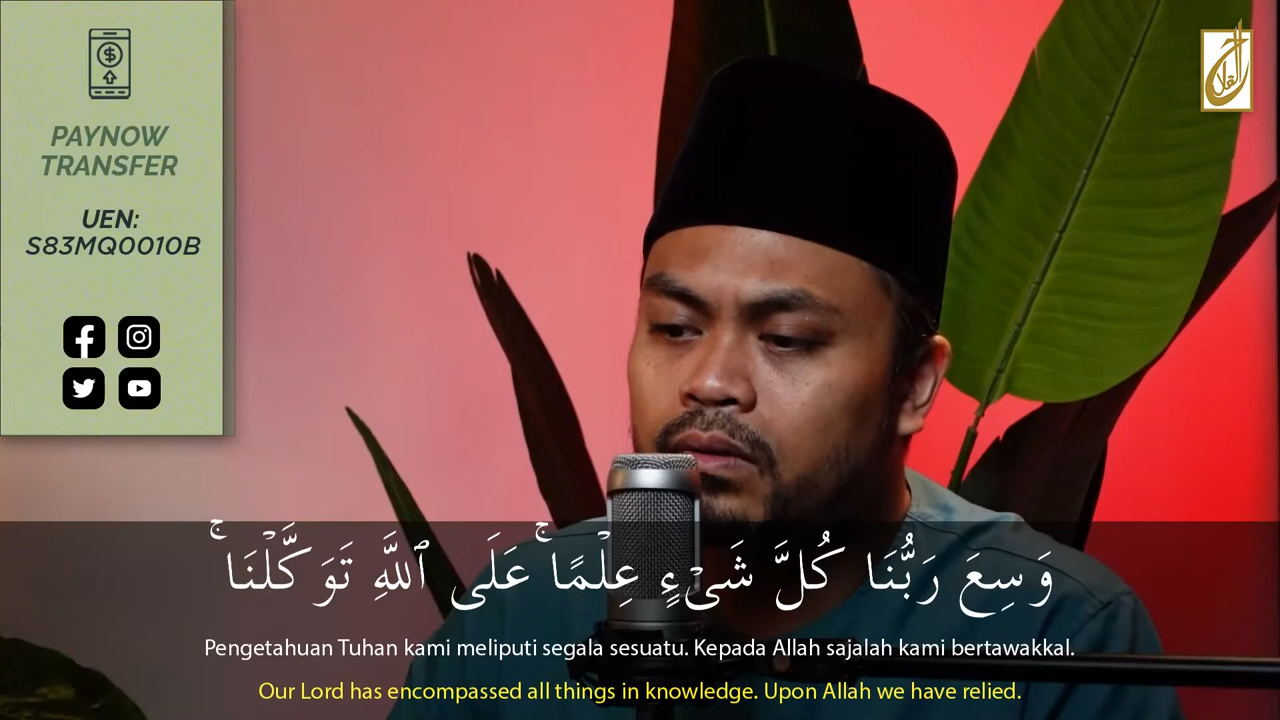 PAYNOW
TRANSFER
UEN:
S83MQ0010B
العلا
وَسِعَ رَبُّنَا كُلَّ شَىْءٍ عِلْمًا ۚ عَلَى ٱللَّهِ تَوَكَّلْنَا ۚ
Pengetahuan Tuhan kami meliputi segala sesuatu. Kepada Allah sajalah kami bertawakkal.
Our Lord has encompassed all things in knowledge. Upon Allah we have relied.